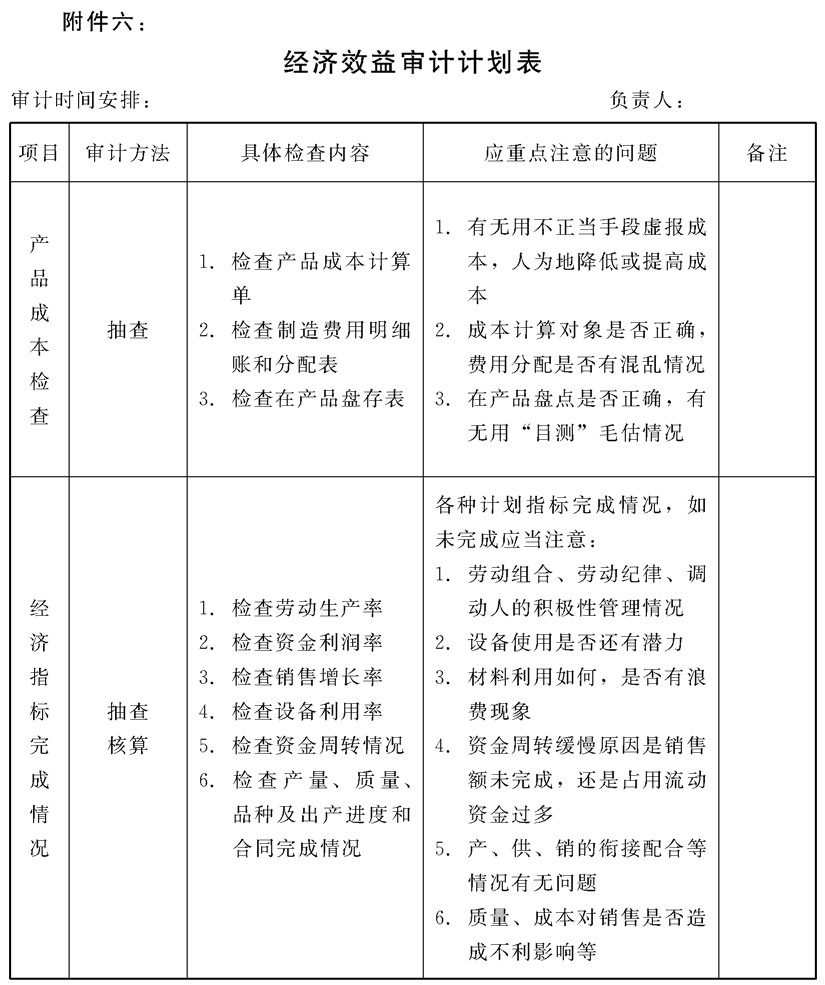 附件六：
经济效益审计计划表
审计时间安排： 负责人：
项目 审计方法 具体检查内容 应重点注意的问题 备注
产品成本检查
抽查
1. 检查产品成本计算
单
2. 检查制造费用明细
账和分配表
3. 检查在产品盘存表
1. 有无用不正当手段虚报成
本，人为地降低或提高成
本
2. 成本计算对象是否正确，
费用分配是否有混乱情况
3. 在产品盘点是否正确，有
无用“目测”毛估情况
经济指标完成情况
抽查
核算
1. 检查劳动生产率
2. 检查资金利润率
3. 检查销售增长率
4. 检查设备利用率
5. 检查资金周转情况
6. 检查产量、质量、
品种及出产进度和
合同完成情况
各种计划指标完成情况，如
未完成应当注意：
1. 劳动组合、劳动纪律、调
动人的积极性管理情况
2. 设备使用是否还有潜力
3. 材料利用如何，是否有浪
费现象
4. 资金周转缓慢原因是销售
额未完成，还是占用流动
资金过多
5. 产、供、销的衔接配合等
情况有无问题
6. 质量、成本对销售是否造
成不利影响等